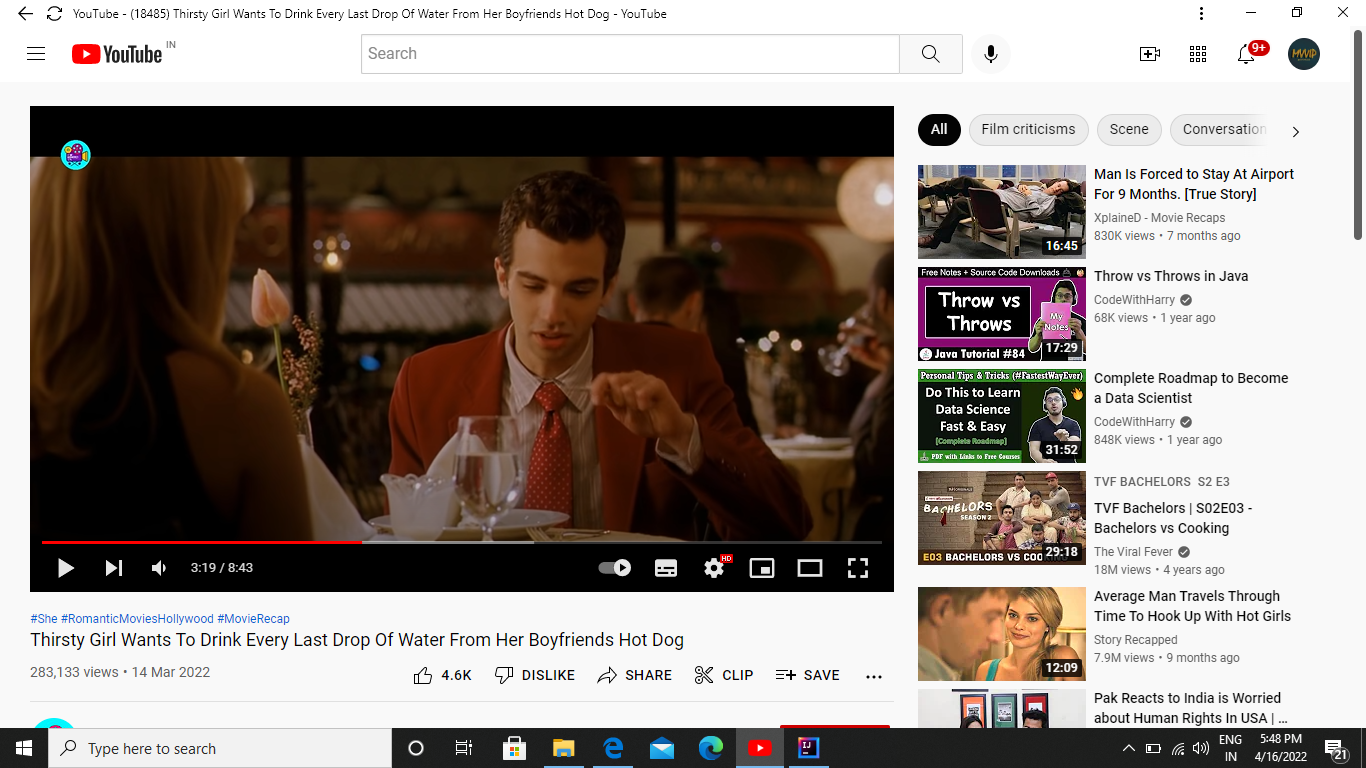 YouTube - (18485) Thirsty Girl Wants To Drink Every Last Drop Of Water From Her Boyfriends Hot Dog - YouTube
YouTube IN
Search
9+
MVVIP
All
Film criticisms
Scene
Conversation
Man Is Forced to Stay At Airport
For 9 Months. [True Story]
XplaineD - Movie Recaps
830K views • 7 months ago
16:45
Free Notes + Source Code Downloads
Throw vs
Throws
My
Notes
Java Tutorial #84
17:29
Throw vs Throws in Java
CodeWithHarry
68K views • 1 year ago
Personal Tips & Tricks (#FastestWayEver)
Do This to Learn
Data Science
Fast & Easy
[Complete Roadmap]
PDF with Links to Free Courses
31:52
Complete Roadmap to Become
a Data Scientist
CodeWithHarry
848K views • 1 year ago
BACHELORS
SEASON 2
E03 BACHELORS VS COO
29:18
TVF BACHELORS S2 E3
TVF Bachelors | S02E03 -
Bachelors vs Cooking
The Viral Fever
18M views • 4 years ago
12:09
Average Man Travels Through
Time To Hook Up With Hot Girls
Story Recapped
7.9M views • 9 months ago
Pak Reacts to India is Worried
about Human Rights In USA | ...
3:19 / 8:43
HD
#She #RomanticMoviesHollywood #MovieRecap
Thirsty Girl Wants To Drink Every Last Drop Of Water From Her Boyfriends Hot Dog
283,133 views • 14 Mar 2022
4.6K
DISLIKE
SHARE
CLIP
SAVE
Type here to search
IJ
ENG
IN
5:48 PM
4/16/2022
21